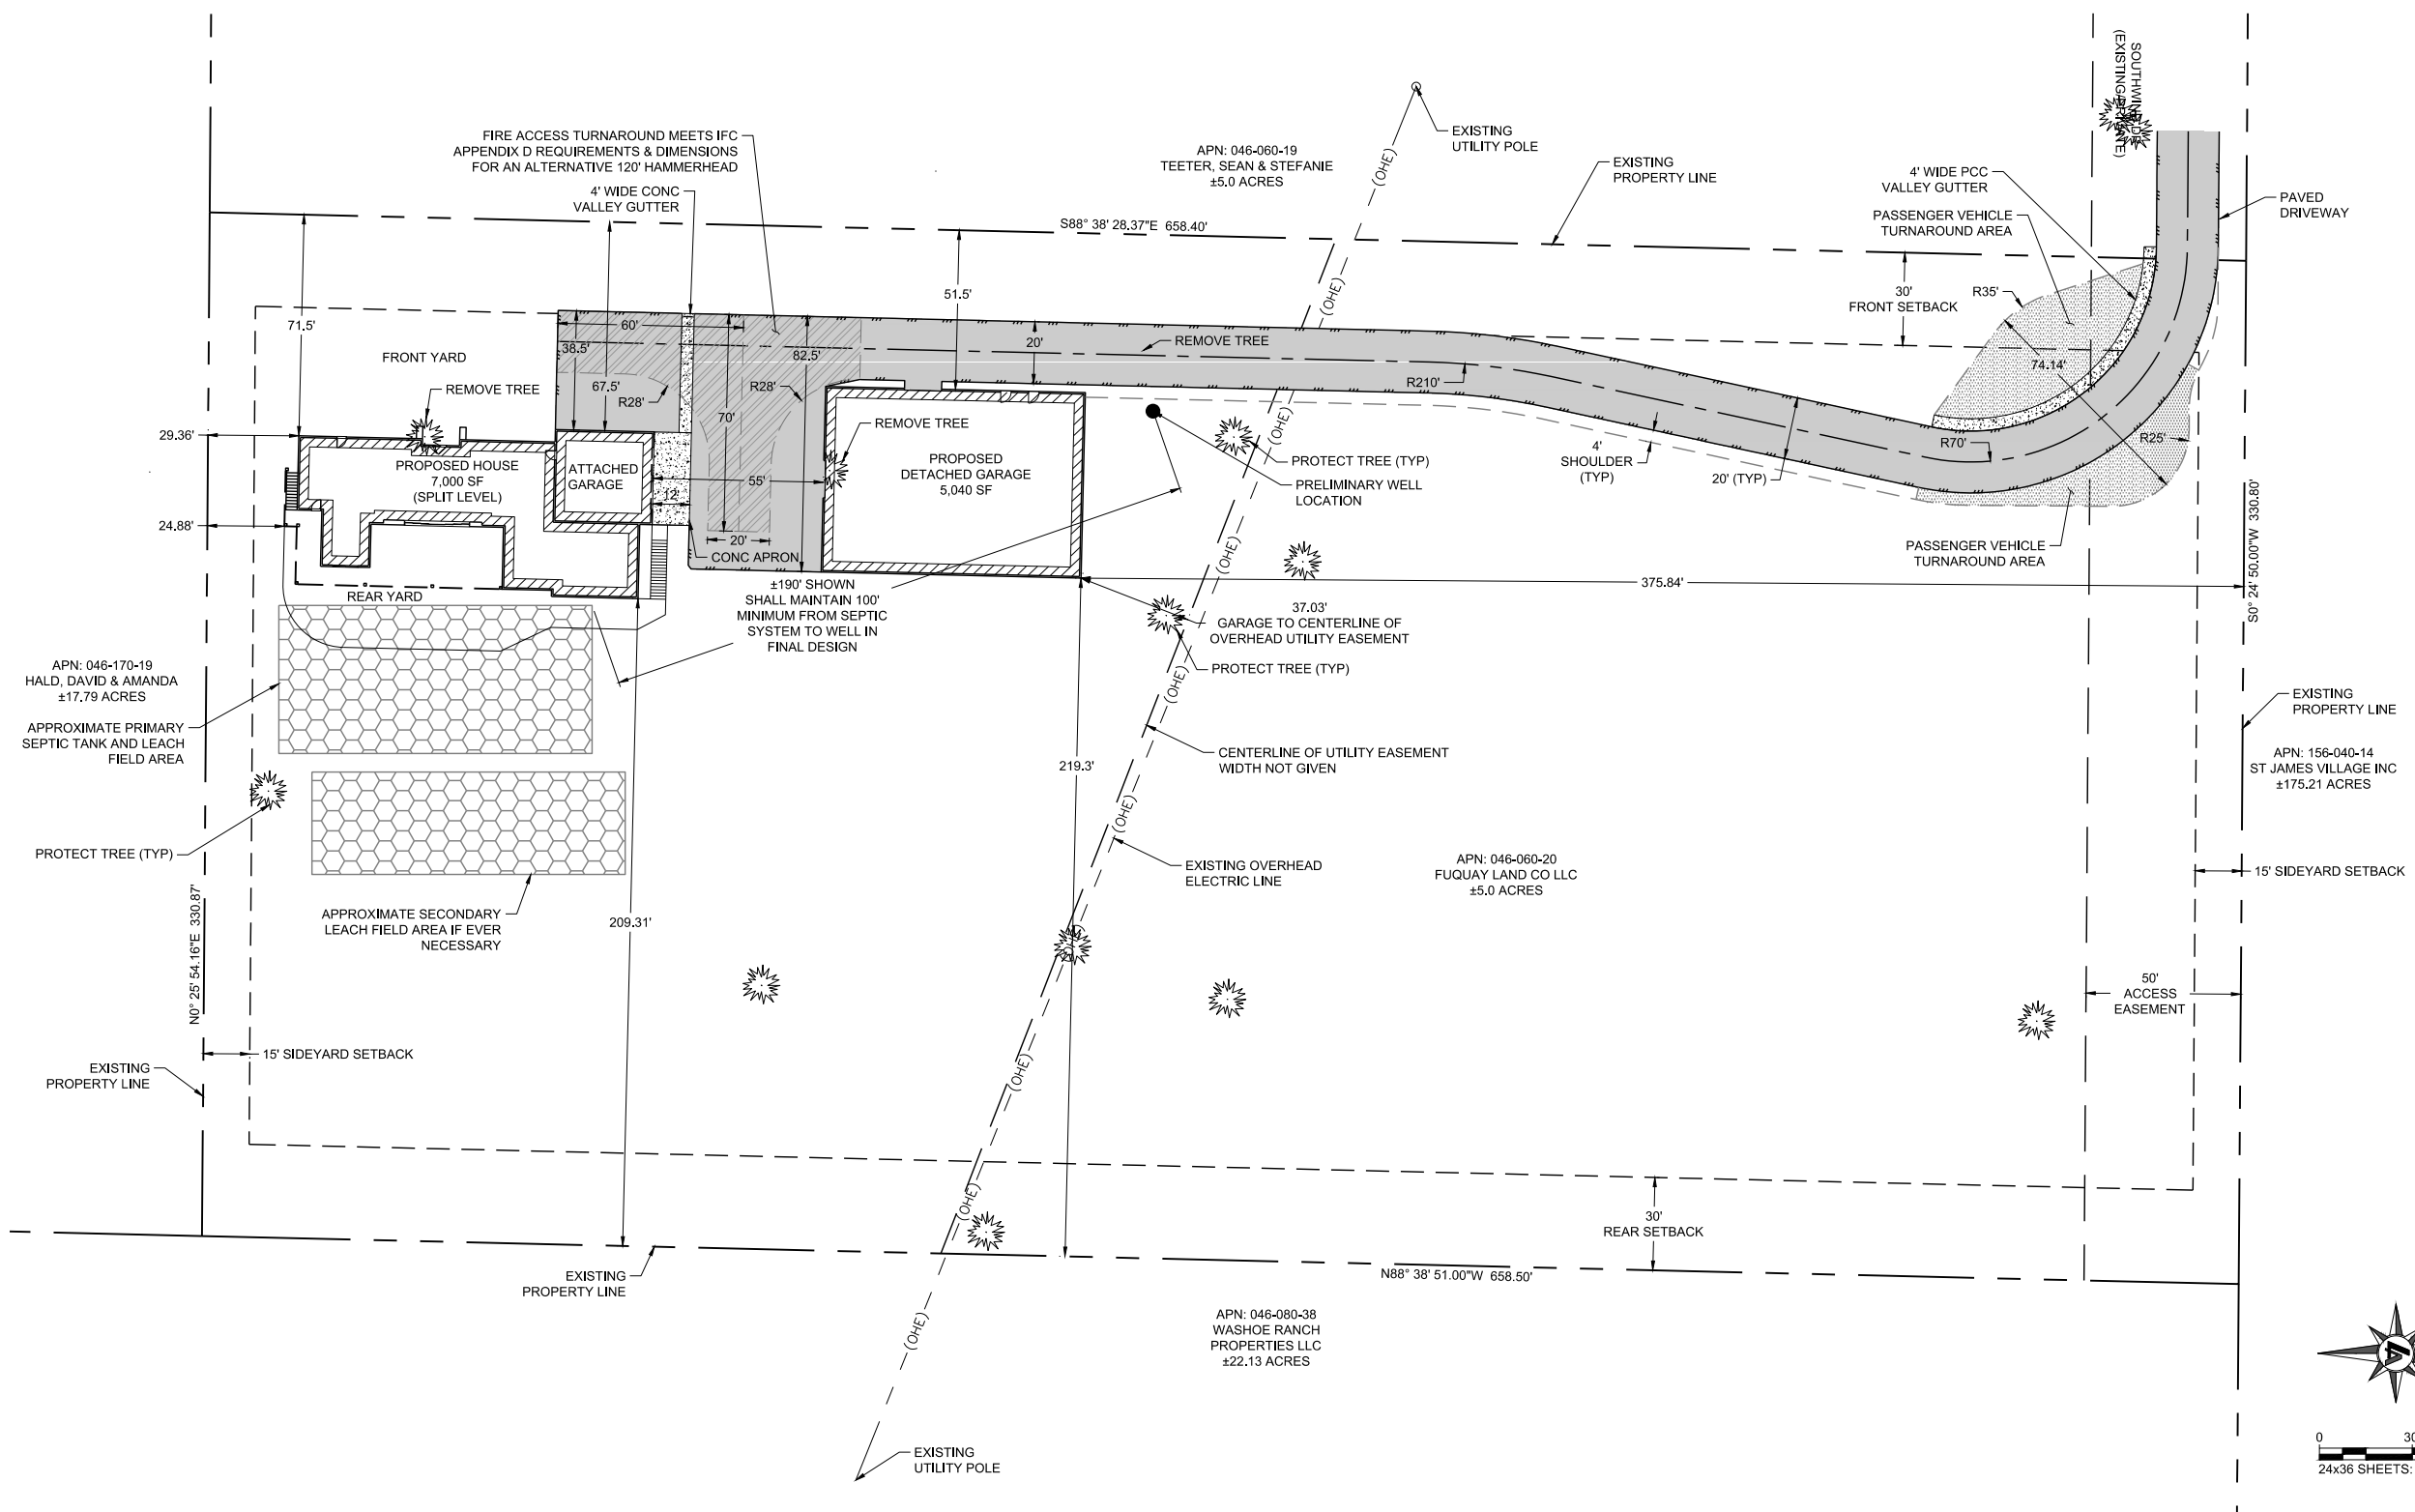 SOUTHWIND DR
(EXISTING PRIVATE)
FIRE ACCESS TURNAROUND MEETS IFC
APPENDIX D REQUIREMENTS & DIMENSIONS
FOR AN ALTERNATIVE 120' HAMMERHEAD
4' WIDE CONC
VALLEY GUTTER
APN: 046-060-19
TEETER, SEAN & STEFANIE
±5.0 ACRES
(OHE)
EXISTING
UTILITY POLE
EXISTING
PROPERTY LINE
4' WIDE PCC
VALLEY GUTTER
PASSENGER VEHICLE
TURNAROUND AREA
PAVED
DRIVEWAY
S88° 38' 28.37"E 658.40'
71.5'
51.5'
(OHE)
30'
FRONT SETBACK
R35'
60'
38.5'
82.5'
20'
REMOVE TREE
74.14'
FRONT YARD
67.5'
R28'
R28'
70'
R210'
REMOVE TREE
REMOVE TREE
(OHE)
29.36'
PROPOSED HOUSE
7,000 SF
(SPLIT LEVEL)
ATTACHED
GARAGE
55'
12'
PROPOSED
DETACHED GARAGE
5,040 SF
PROTECT TREE (TYP)
PRELIMINARY WELL
LOCATION
4'
SHOULDER
(TYP)
20' (TYP)
R70'
R25'
24.88'
20'
CONC APRON
(OHE)
PASSENGER VEHICLE
TURNAROUND AREA
S0° 24' 50.00"W 330.80'
REAR YARD
±190' SHOWN
SHALL MAINTAIN 100'
MINIMUM FROM SEPTIC
SYSTEM TO WELL IN
FINAL DESIGN
375.84'
37.03'
GARAGE TO CENTERLINE OF
OVERHEAD UTILITY EASEMENT
PROTECT TREE (TYP)
APN: 046-170-19
HALD, DAVID & AMANDA
±17.79 ACRES
(OHE)
EXISTING
PROPERTY LINE
APPROXIMATE PRIMARY
SEPTIC TANK AND LEACH
FIELD AREA
CENTERLINE OF UTILITY EASEMENT
WIDTH NOT GIVEN
219.3'
APN: 156-040-14
ST JAMES VILLAGE INC
±175.21 ACRES
(OHE)
PROTECT TREE (TYP)
EXISTING OVERHEAD
ELECTRIC LINE
APN: 046-060-20
FUQUAY LAND CO LLC
±5.0 ACRES
15' SIDEYARD SETBACK
N0° 25' 54.16"E 330.87'
APPROXIMATE SECONDARY
LEACH FIELD AREA IF EVER
NECESSARY
209.31'
(OHE)
50'
ACCESS
EASEMENT
15' SIDEYARD SETBACK
EXISTING
PROPERTY LINE
(OHE)
(OHE)
30'
REAR SETBACK
EXISTING
PROPERTY LINE
N88° 38' 51.00"W 658.50'
(OHE)
APN: 046-080-38
WASHOE RANCH
PROPERTIES LLC
±22.13 ACRES
EXISTING
UTILITY POLE
0 30
24x36 SHEETS: